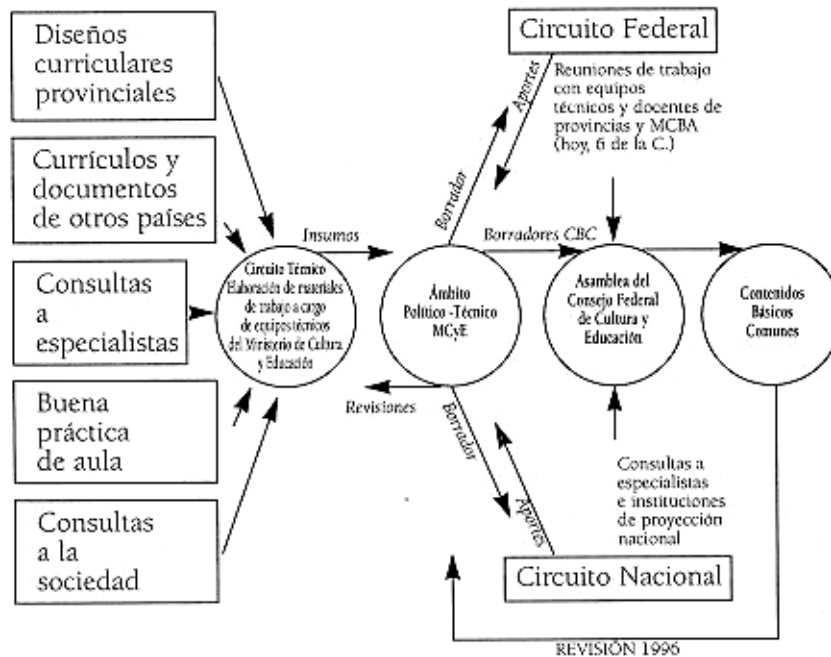 Diseños
curriculares
provinciales
Currículos y
documentos
de otros países
Consultas
a
especialistas
Buena
práctica
de aula
Consultas
a la
sociedad
Circuito Técnico
Elaboración de materiales
de trabajo a cargo
de equipos técnicos
del Ministerio de Cultura
y Educación
Insumos
Revisiones
Ámbito
Político -Técnico
MCyE
Borrador
Aportes
Circuito Federal
Reuniones de trabajo
con equipos
técnicos y docentes de
provincias y MCBA
(hoy, 6 de la C.)
Borradores CBC
Asamblea del
Consejo Federal
de Cultura y
Educación
Contenidos
Básicos
Comunes
Borrador
Aportes
Consultas a
especialistas
e instituciones
de proyección
nacional
Circuito Nacional
REVISIÓN 1996